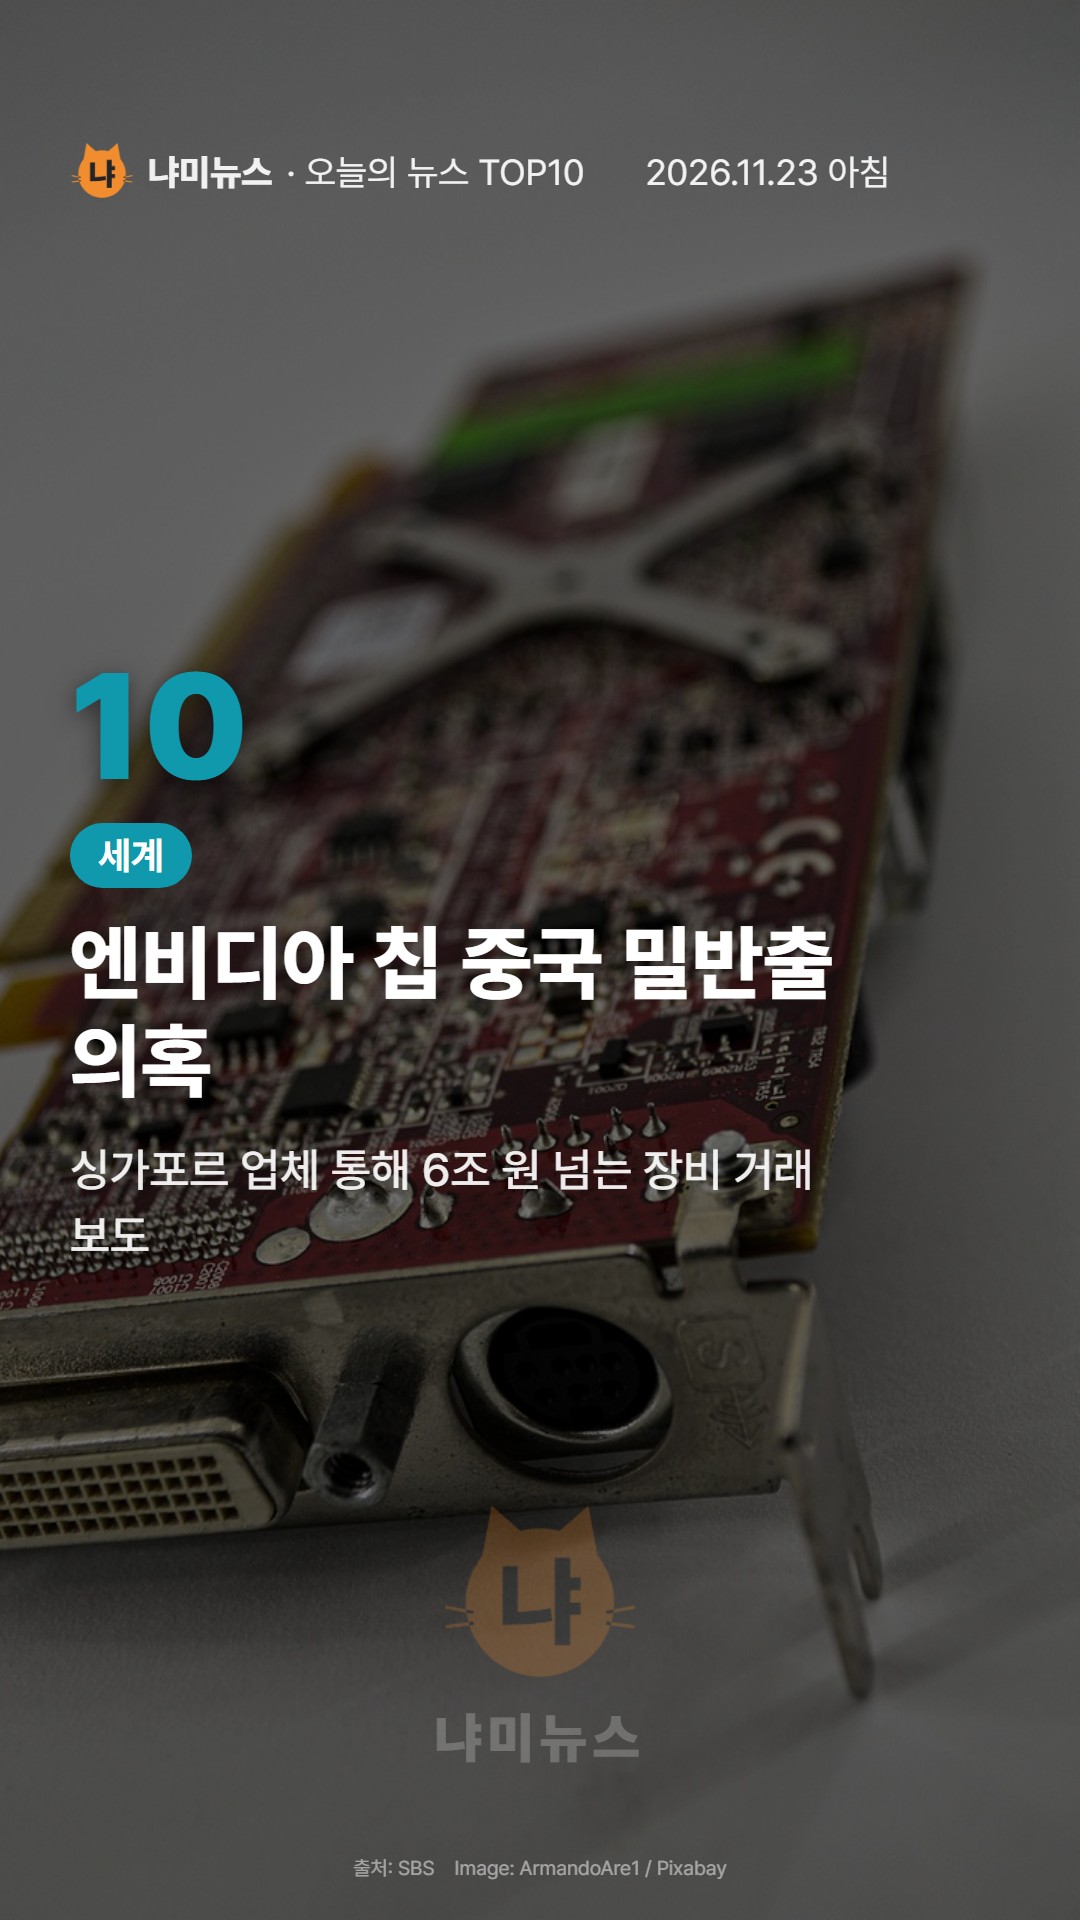 냐 냐미뉴스 · 오늘의 뉴스 TOP10 2026.11.23 아침
10
세계
엔비디아 칩 중국 밀반출
의혹
싱가포르 업체 통해 6조 원 넘는 장비 거래
보도
냐
냐미뉴스
출처: SBS Image: ArmandoAre1 / Pixabay